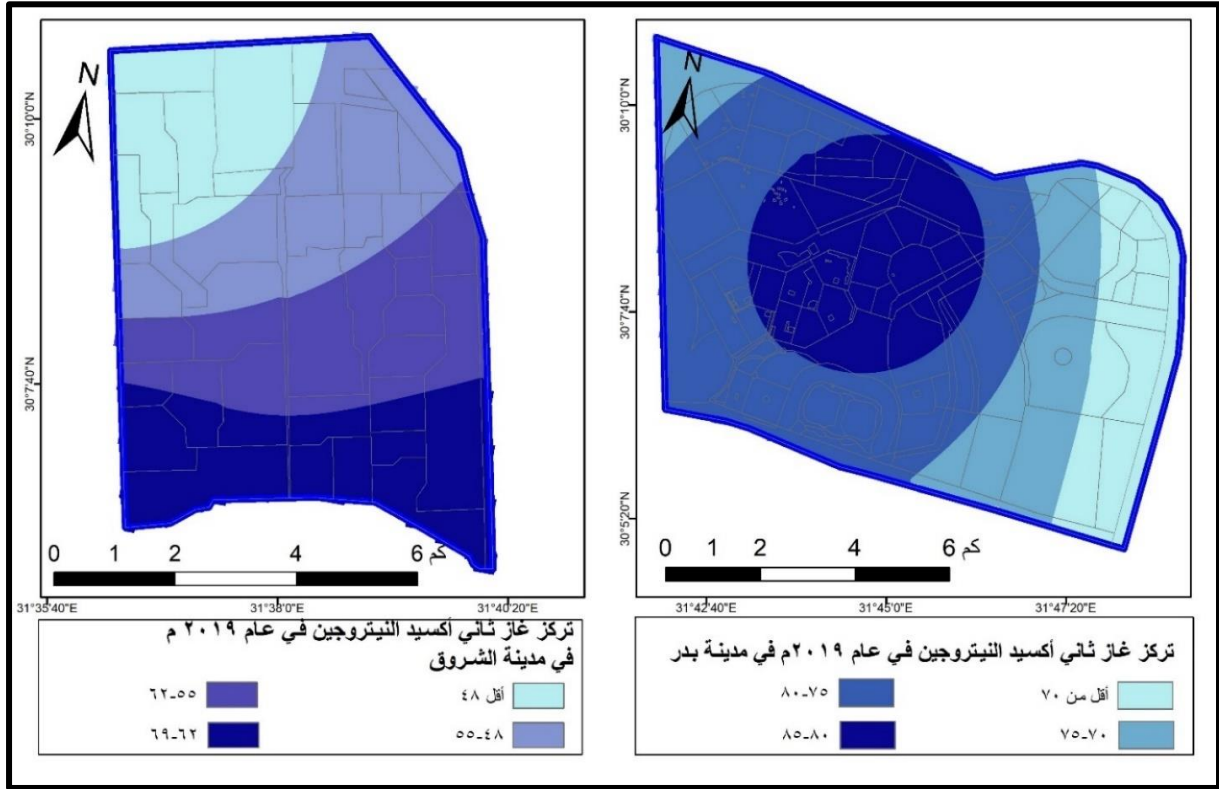 N
30°10'0"N
30°7'40"N
0 1 2 4 6 كم
31°35'40"E 31°38'0"E 31°40'20"E
تركز غاز ثاني أكسيد النيتروجين في عام ٢٠١٩ م
في مدينة الشروق
أقل ٤٨
٥٥-٦٢
٤٨-٥٥
٦٢-٦٩
N
30°10'0"N
30°7'40"N
30°5'20"N
0 1 2 4 6 كم
31°42'40"E 31°45'0"E 31°47'20"E
تركز غاز ثاني أكسيد النيتروجين في عام ٢٠١٩م في مدينة بدر
أقل من ٧٠
٧٥-٨٠
٧٠-٧٥
٨٠-٨٥